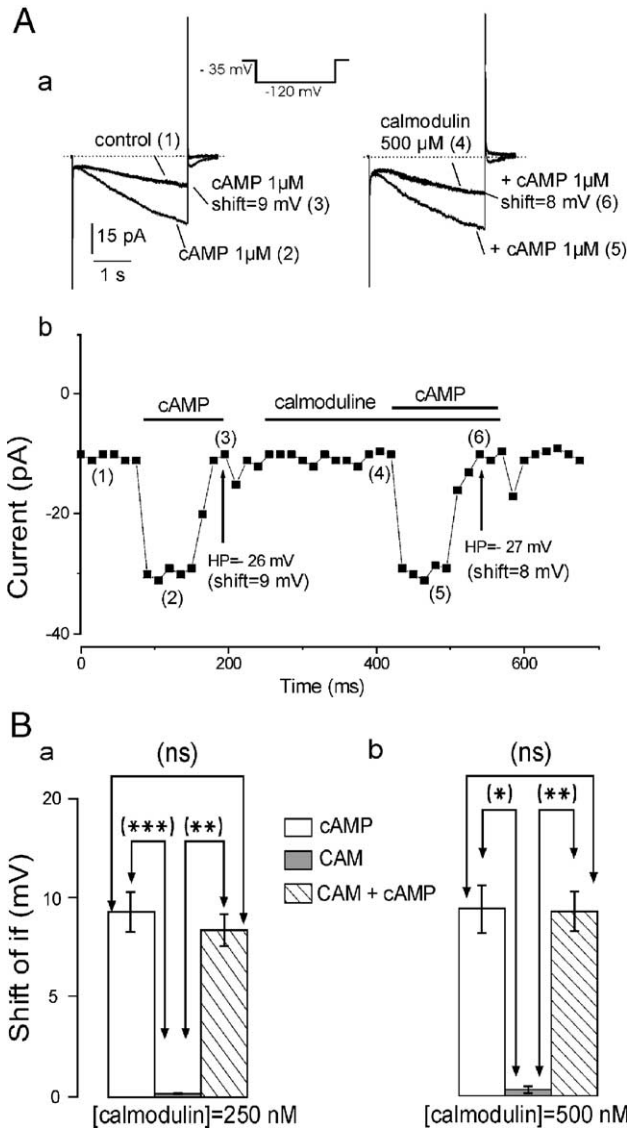 A
a
- 35 mV
-120 mV
control (1)
cAMP 1μM
shift=9 mV (3)
cAMP 1μM (2)
15 pA
1 s
calmodulin
500 μM (4)
+ cAMP 1μM
shift=8 mV (6)
+ cAMP 1μM (5)
b
Current (pA)
0
-20
-40
cAMP
calmoduline
cAMP
(1)
(2)
(3)
(4)
(5)
(6)
HP=- 26 mV
(shift=9 mV)
HP=- 27 mV
(shift=8 mV)
0
200
400
600
Time (ms)
B
a
(ns)
(***)
(**)
Shift of if (mV)
20
10
5
0
[calmodulin]=250 nM
cAMP
CAM
CAM + cAMP
b
(ns)
(*)
(**)
[calmodulin]=500 nM